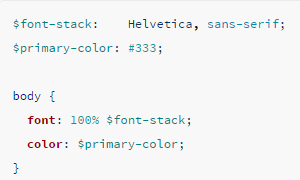 $font-stack:    Helvetica, sans-serif;
$primary-color: #333;

body {
  font: 100% $font-stack;
  color: $primary-color;
}